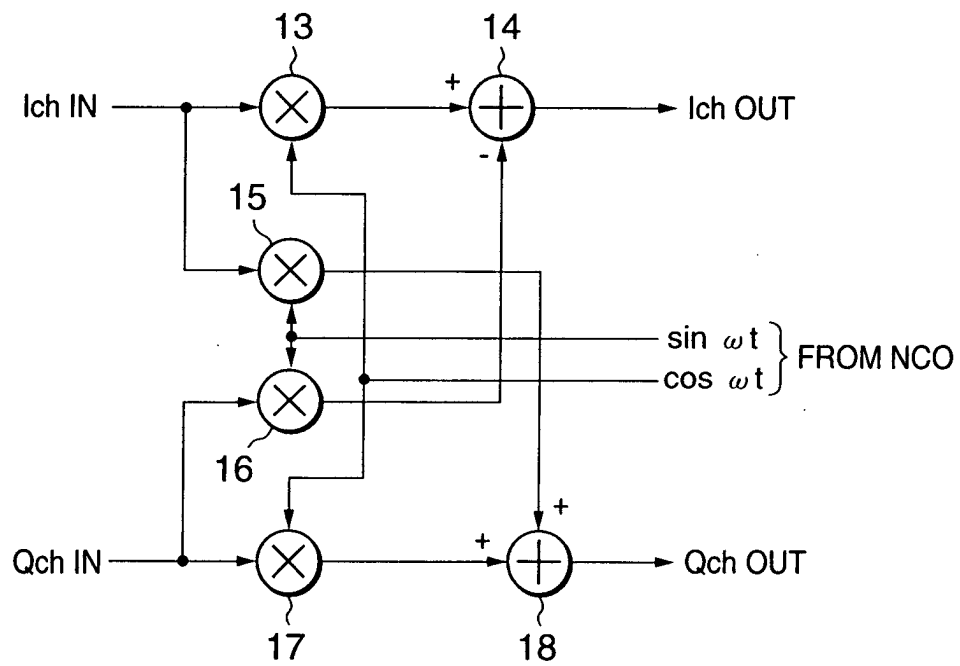 13
14
Ich IN
+
Ich OUT
-
15
sin ωt
FROM NCO
cos ωt
16
+
Qch IN
+
Qch OUT
17
18